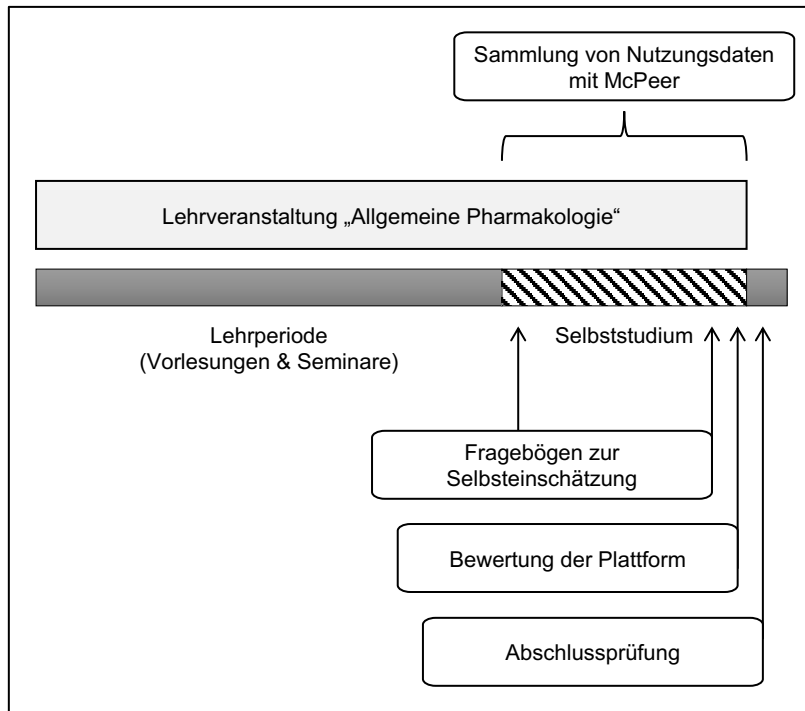 Sammlung von Nutzungsdaten
mit McPeer
Lehrveranstaltung „Allgemeine Pharmakologie“
Lehrperiode
(Vorlesungen & Seminare)
Selbststudium
Fragebögen zur
Selbsteinschätzung
Bewertung der Plattform
Abschlussprüfung